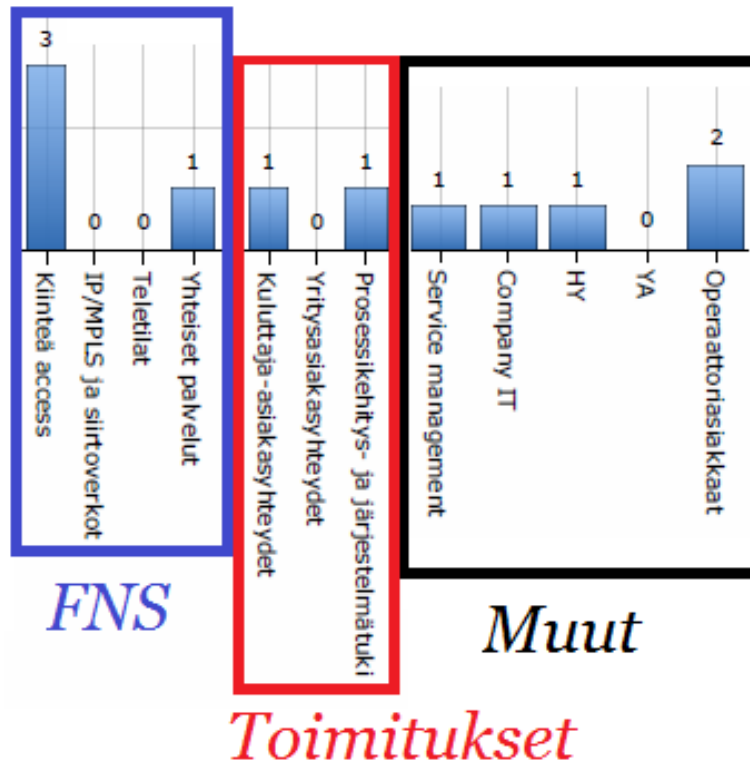 3
0
0
1
1
0
1
1
1
1
0
2
Kiinteä access
IP/MPLS ja siirtoverkot
Teletilat
Yhteiset palvelut
Kuluttaja-asiakasyhteydet
Yritysasiakasyhteydet
Prosessikehitys- ja järjestelmätuki
Service management
Company IT
HY
YA
Operaattoriasiakkaat
FNS
Toimitukset
Muut